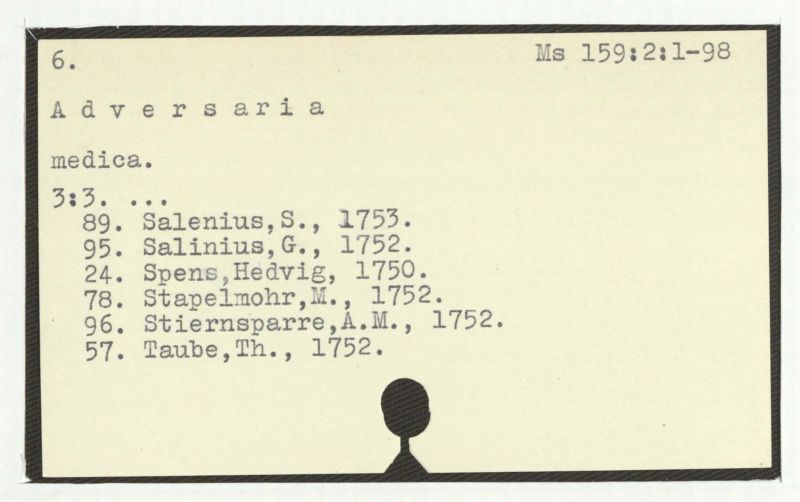 6.
Ms 159:2:1-98
A d v e r s a r i a
medica.
3:3. ...
89. Salenius,S., 1753.
95. Salinius,G., 1752.
24. Spens,Hedvig, 1750.
78. Stapelmohr,M., 1752.
96. Stiernsparre,A.M., 1752.
57. Taube,Th., 1752.